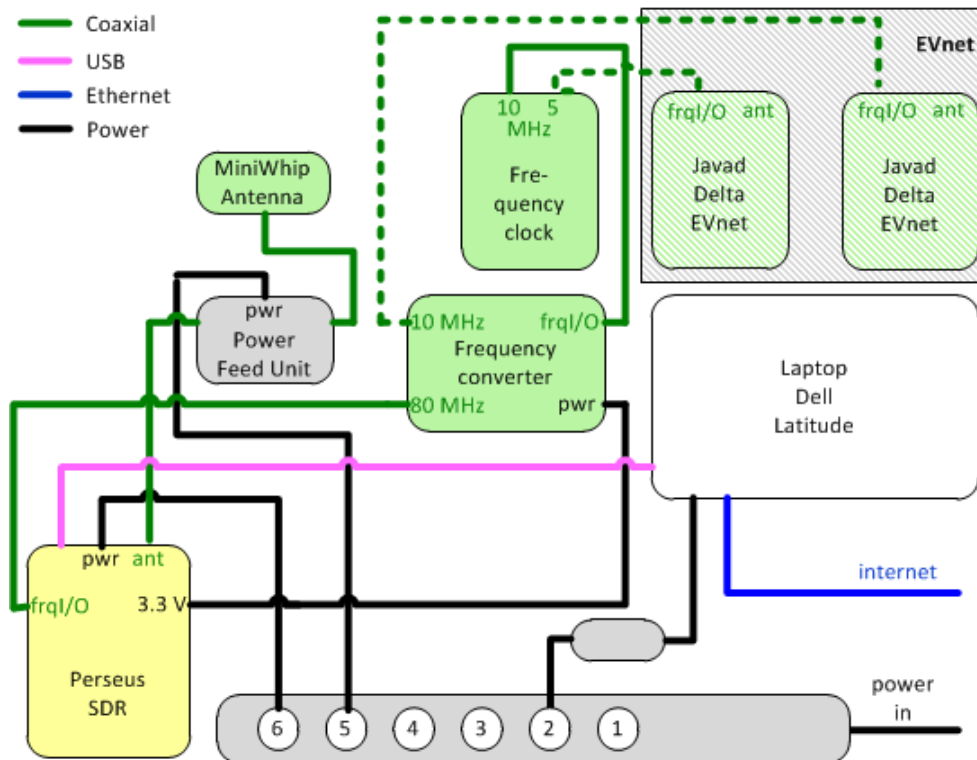 Coaxial
USB
Ethernet
Power
EVnet
10 5
MHz
Fre-
quency
clock
frqI/O ant
Javad
Delta
EVnet
frqI/O ant
Javad
Delta
EVnet
MiniWhip
Antenna
pwr
Power
Feed Unit
10 MHz frqI/O
Frequency
converter
80 MHz pwr
Laptop
Dell
Latitude
pwr ant
frqI/O 3.3 V
Perseus
SDR
internet
power
in
6 5 4 3 2 1